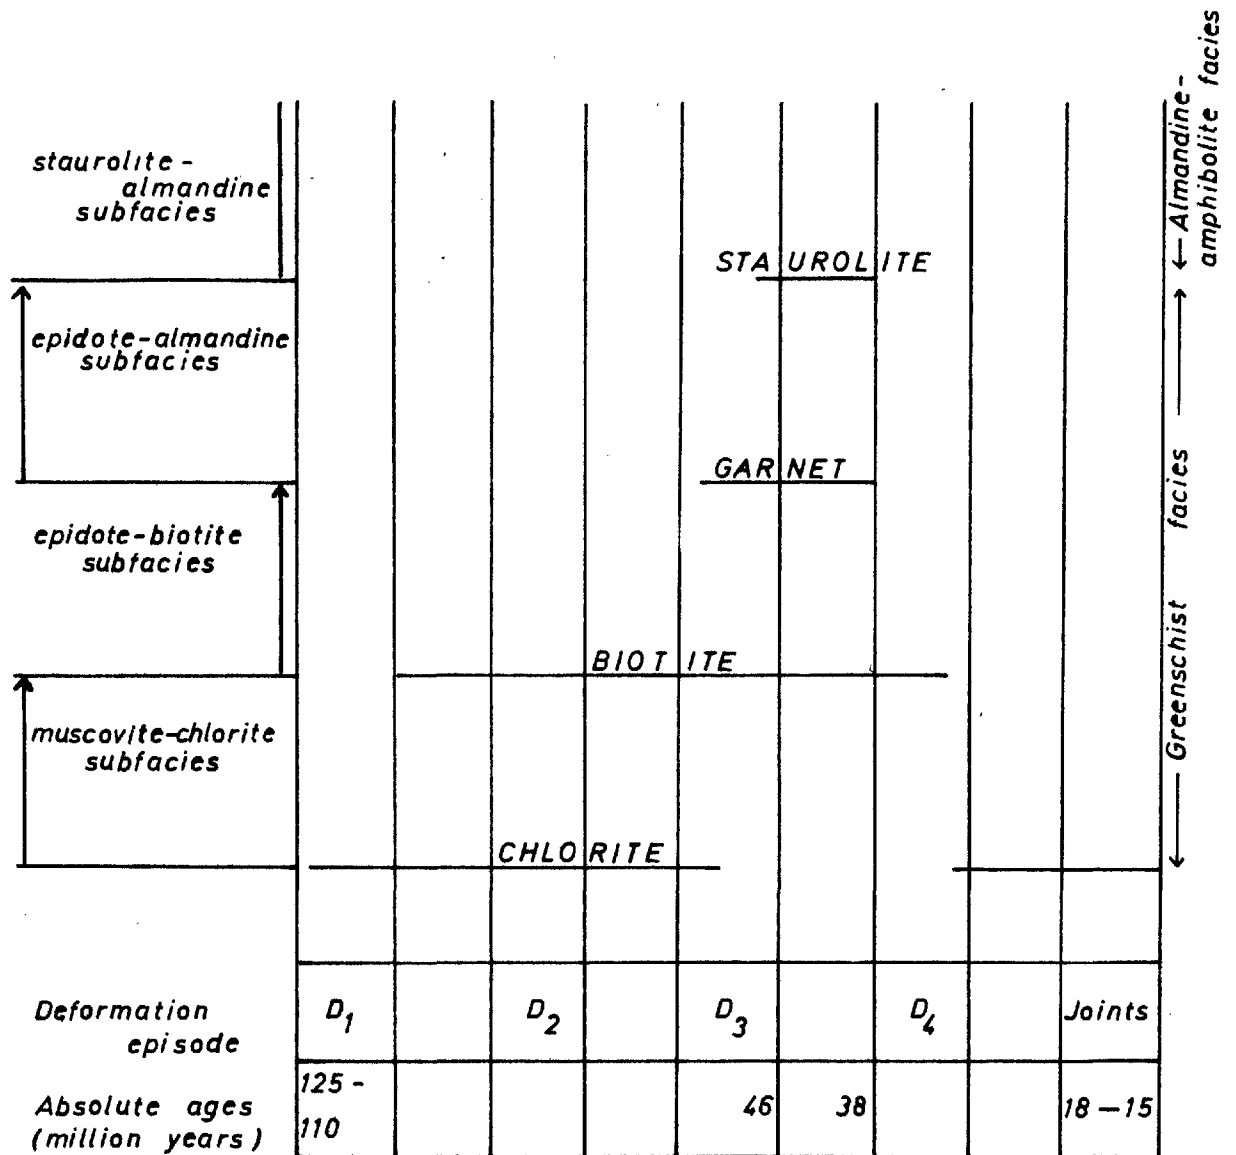 staurolite-
almandine
subfacies
epidote-almandine
subfacies
epidote-biotite
subfacies
muscovite-chlorite
subfacies
STAUROLITE
GARNET
BIOTITE
CHLORITE
← Almandine-
amphibolite facies
← Greenschist facies →
Deformation
episode
D1
D2
D3
D4
Joints
Absolute ages
(million years)
125 -
110
46
38
18 - 15